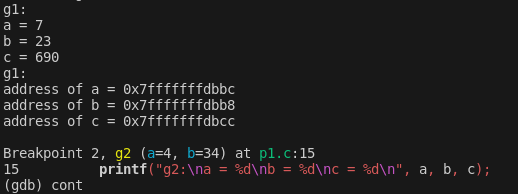 g1:
a = 7
b = 23
c = 690
g1:
address of a = 0x7fffffffdbbc
address of b = 0x7fffffffdbb8
address of c = 0x7fffffffdbcc
Breakpoint 2, g2 (a=4, b=34) at p1.c:15
15 printf("g2:\na = %d\nb = %d\nc = %d\n", a, b, c);
(gdb) cont